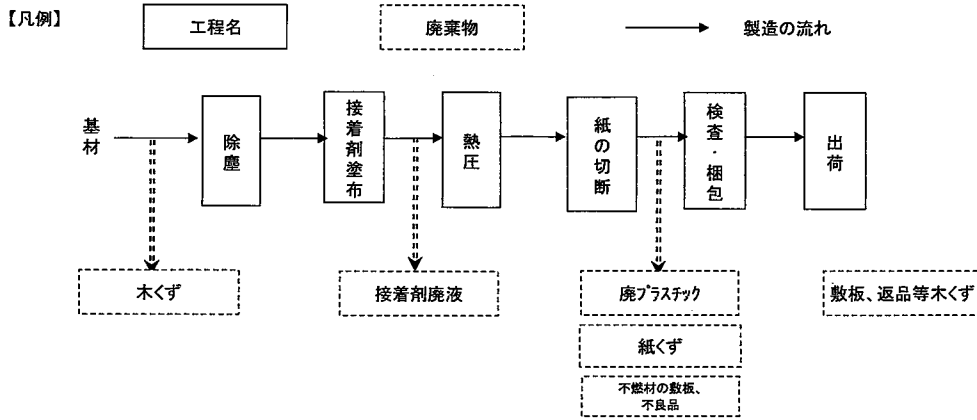 【凡例】
工程名
廃棄物
製造の流れ
基材
除塵
接着剤塗布
熱圧
紙の切断
検査・梱包
出荷
木くず
接着剤廃液
廃プラスチック
敷板、返品等木くず
紙くず
不燃材の敷板、
不良品